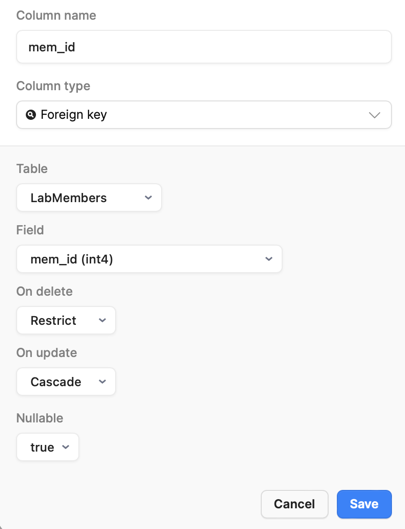 Column name
mem_id
Column type
Foreign key
Table
LabMembers
Field
mem_id (int4)
On delete
Restrict
On update
Cascade
Nullable
true
Cancel Save